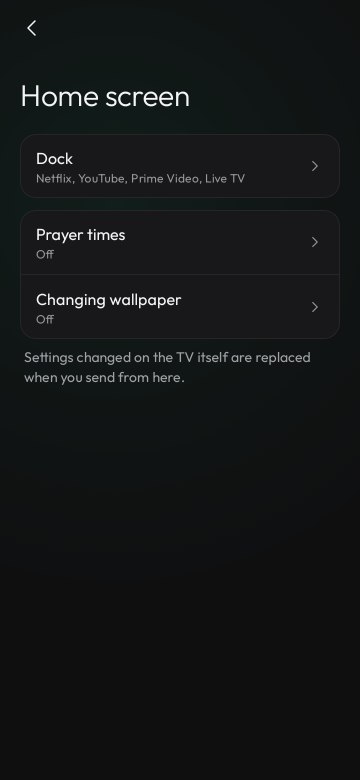 Home screen
Dock
Netflix, YouTube, Prime Video, Live TV
Prayer times
Off
Changing wallpaper
Off
Settings changed on the TV itself are replaced
when you send from here.